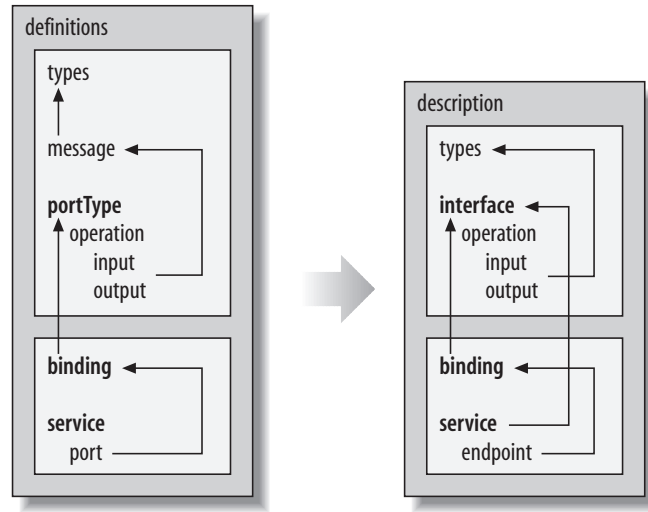 definitions
types
message
portType
operation
input
output
binding
service
port
description
types
interface
operation
input
output
binding
service
endpoint